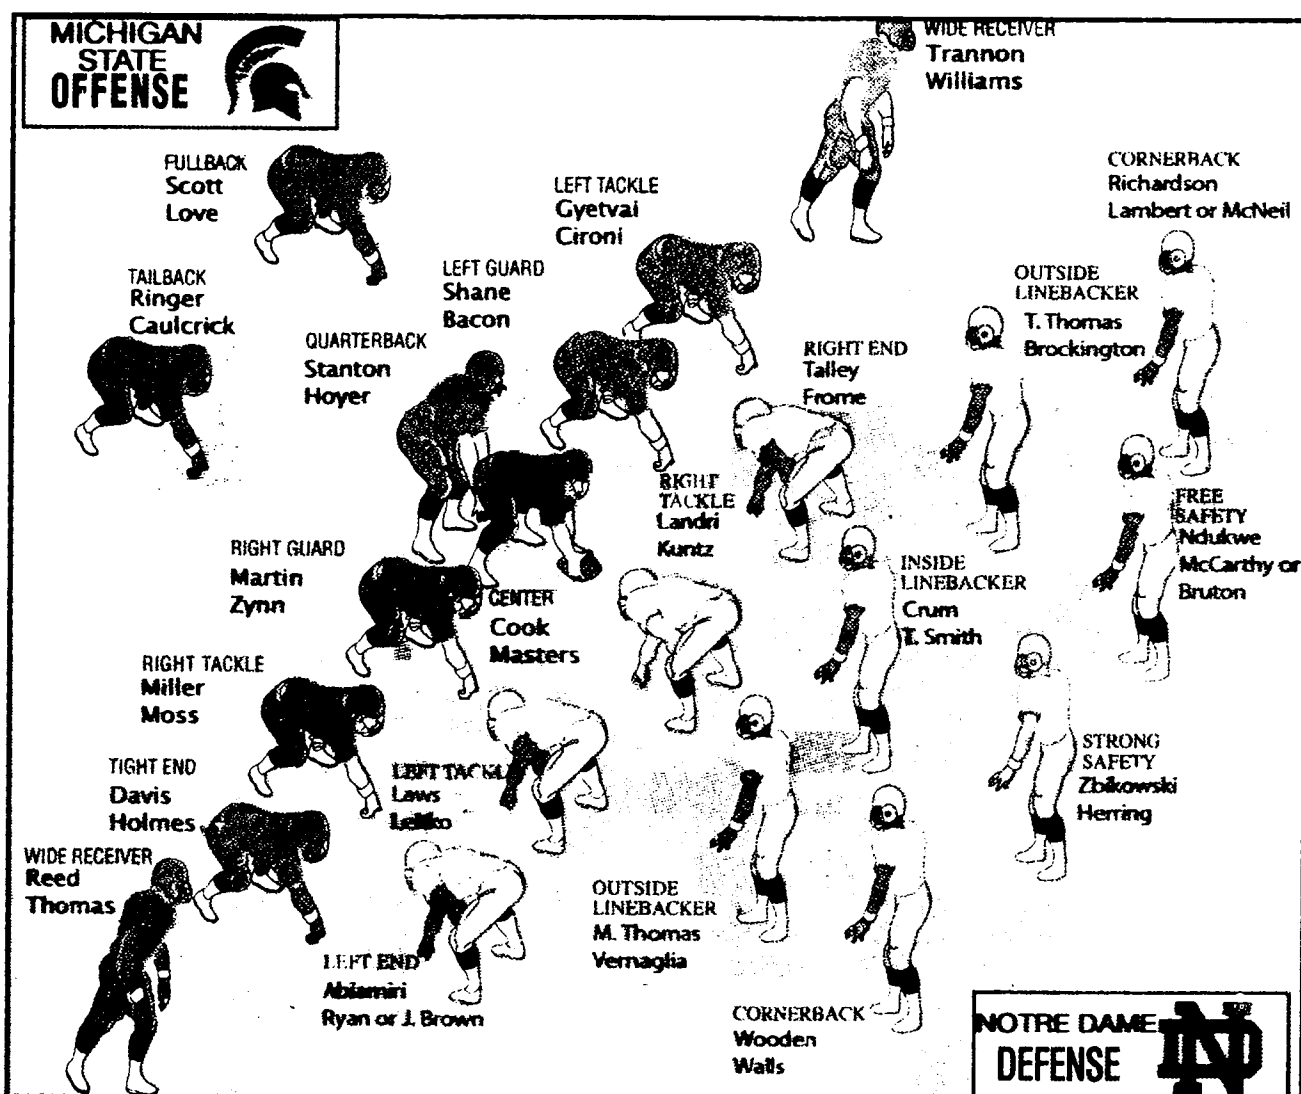 MICHIGAN
STATE
OFFENSE
WIDE RECEIVER
Trannon
Williams
FULLBACK
Scott
Love
LEFT TACKLE
Gyetvai
Cironi
CORNERBACK
Richardson
Lambert or McNeil
TAILBACK
Ringer
Caulcrick
LEFT GUARD
Shane
Bacon
OUTSIDE
LINEBACKER
T. Thomas
Brockington
QUARTERBACK
Stanton
Hoyer
RIGHT END
Talley
Frome
RIGHT
TACKLE
Landri
Kuntz
FREE
SAFETY
Ndukwe
McCarthy or
Bruton
RIGHT GUARD
Martin
Zynn
CENTER
Cook
Masters
INSIDE
LINEBACKER
Crum
T. Smith
RIGHT TACKLE
Miller
Moss
STRONG
SAFETY
Zbikowski
Herring
TIGHT END
Davis
Holmes
LEFT TACKLE
Laws
WIDE RECEIVER
Reed
Thomas
OUTSIDE
LINEBACKER
M. Thomas
Vernaglia
LEFT END
Abiamiri
Ryan or J. Brown
CORNERBACK
Wooden
Walls
NOTRE DAME
DEFENSE
ND